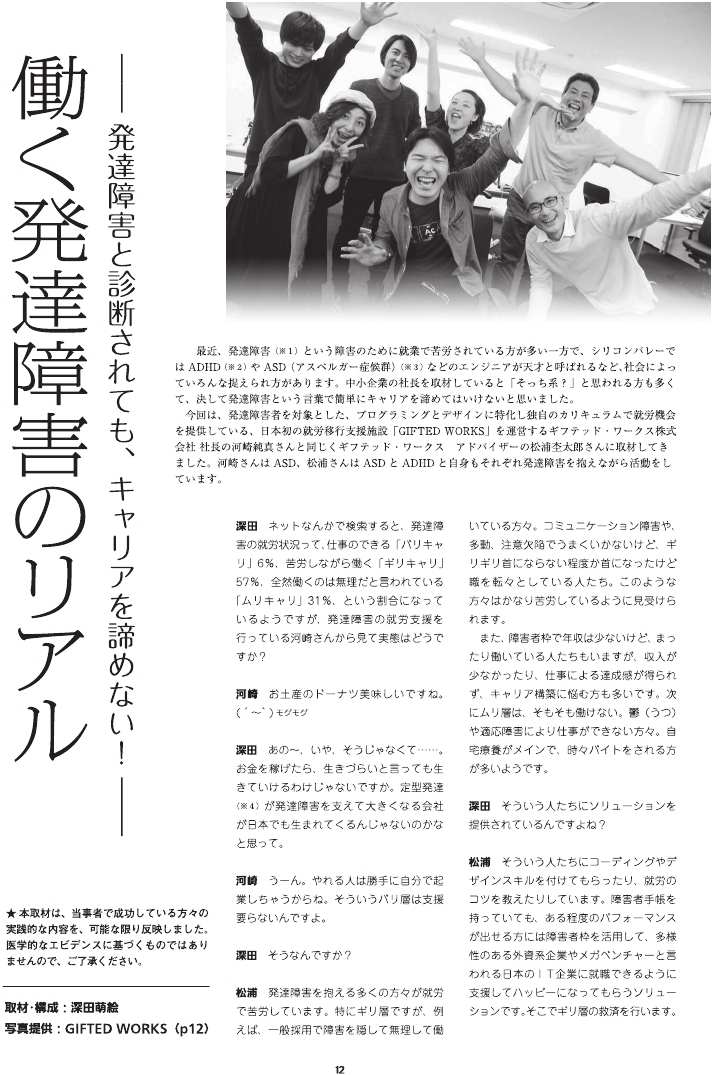 働く発達障害のリアル
―― 発達障害と診断されても、キャリアを諦めない！ ――
最近、発達障害（※1）という障害のために就業で苦労されている方が多い一方で、シリコンバレーで
は ADHD（※2）や ASD（アスペルガー症候群）（※3）などのエンジニアが天才と呼ばれるなど、社会によっ
ていろんな捉えられ方があります。中小企業の社長を取材していると「そっち系？」と思われる方も多く
て、決して発達障害という言葉で簡単にキャリアを諦めてはいけないと思いました。
今回は、発達障害者を対象とした、プログラミングとデザインに特化し独自のカリキュラムで就労機会
を提供している、日本初の就労移行支援施設「GIFTED WORKS」を運営するギフテッド・ワークス株式
会社 社長の河崎純真さんと同じくギフテッド・ワークス　アドバイザーの松浦杢太郎さんに取材してき
ました。河崎さんは ASD、松浦さんは ASD と ADHD と自身もそれぞれ発達障害を抱えながら活動をし
ています。
深田　ネットなんかで検索すると、発達障
害の就労状況って、仕事のできる「バリキャ
リ」6％、苦労しながら働く「ギリキャリ」
57％、全然働くのは無理だと言われている
「ムリキャリ」31％、という割合になって
いるようですが、発達障害の就労支援を
行っている河崎さんから見て実態はどうで
すか？
河崎　お土産のドーナツ美味しいですね。
(´～`)モグモグ
深田　あの～、いや、そうじゃなくて……。
お金を稼げたら、生きづらいと言っても生
きていけるわけじゃないですか。定型発達
（※4）が発達障害を支えて大きくなる会社
が日本でも生まれてくるんじゃないのかな
と思って。
河崎　うーん。やれる人は勝手に自分で起
業しちゃうからね。そういうバリ層は支援
要らないんですよ。
深田　そうなんですか？
松浦　発達障害を抱える多くの方々が就労
で苦労しています。特にギリ層ですが、例
えば、一般採用で障害を隠して無理して働
いている方々。コミュニケーション障害や、
多動、注意欠陥でうまくいかないけど、ギ
リギリ首にならない程度か首になったけど
職を転々としている人たち。このような
方々はかなり苦労しているように見受けら
れます。
また、障害者枠で年収は少ないけど、まっ
たり働いている人たちもいますが、収入が
少なかったり、仕事による達成感が得られ
ず、キャリア構築に悩む方も多いです。次
にムリ層は、そもそも働けない。鬱（うつ）
や適応障害により仕事ができない方々。自
宅療養がメインで、時々バイトをされる方
が多いようです。
深田　そういう人たちにソリューションを
提供されているんですよね？
松浦　そういう人たちにコーディングやデ
ザインスキルを付けてもらったり、就労の
コツを教えたりしています。障害者手帳を
持っていても、ある程度のパフォーマンス
が出せる方には障害者枠を活用して、多様
性のある外資系企業やメガベンチャーと言
われる日本のＩＴ企業に就職できるように
支援してハッピーになってもらうソリュー
ションです。そこでギリ層の救済を行います。
★本取材は、当事者で成功している方々の
実践的な内容を、可能な限り反映しました。
医学的なエビデンスに基づくものではあり
ませんので、ご了承ください。
取材・構成：深田萌絵
写真提供：GIFTED WORKS（p12）
12